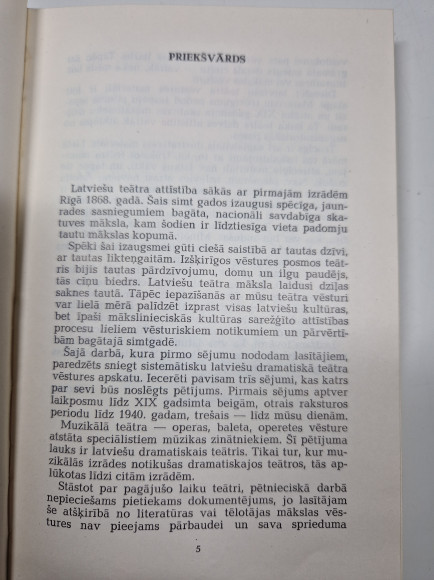 PRIEKŠVĀRDS
Latviešu teātra attīstība sākās ar pirmajām izrādēm
Rīgā 1868. gadā. Šais simt gados izaugusi spēcīga, jaun-
rades sasniegumiem bagāta, nacionāli savdabīga ska-
tuves māksla, kam šodien ir līdztiesīga vieta padomju
tautu mākslas kopumā.
Spēki šai izaugsmei gūti ciešā saistībā ar tautas dzīvi,
ar tautas likteņgaitām. Izšķirīgos vēstures posmos teāt-
ris bijis tautas pārdzīvojumu, domu un ilgu paudējs,
tās cīņu biedrs. Latviešu teātra māksla laidusi dziļas
saknes tautā. Tāpēc iepazīšanās ar mūsu teātra vēsturi
var lielā mērā palīdzēt izprast visas latviešu kultūras,
bet īpaši mākslinieciskās kultūras sarežģīto attīstības
procesu lieliem vēsturiskiem notikumiem un pārvērtī-
bām bagātajā simtgadē.
Šajā darbā, kura pirmo sējumu nododam lasītājiem,
paredzēts sniegt sistemātisku latviešu dramatiskā teātra
vēstures apskatu. Iecerēti pavisam trīs sējumi, kas katrs
par sevi būs noslēgts pētījums. Pirmais sējums aptver
laikposmu līdz XIX gadsimta beigām, otrais raksturos
periodu līdz 1940. gadam, trešais — līdz mūsu dienām.
Muzikālā teātra — operas, baleta, operetes vēsture
atstāta speciālistiem mūzikas zinātniekiem. Šī pētījuma
lauks ir latviešu dramatiskais teātris. Tikai tur, kur mu-
zikālās izrādes notikušas dramatiskajos teātros, tās ap-
lūkotas līdzi citām izrādēm.
Stāstot par pagājušo laiku teātri, pētnieciskā darbā
nepieciešams pietiekams dokumentējums, jo lasītājam
še atšķirībā no literatūras vai tēlotājas mākslas vēs-
tures nav pieejams pārbaudei un sava sprieduma
5